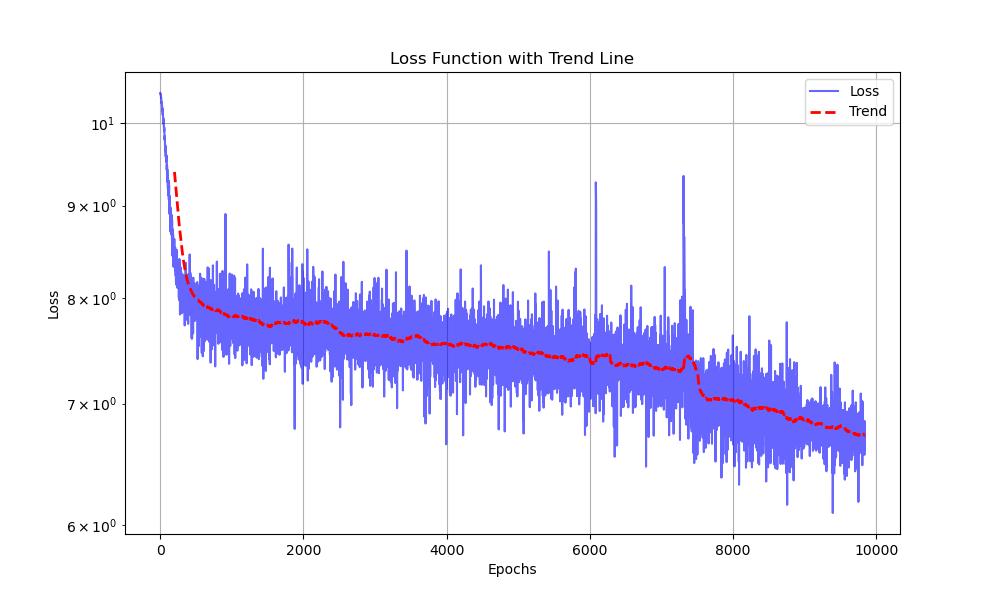 Loss Function with Trend Line
Loss
Trend
10¹
9 × 10⁰
8 × 10⁰
7 × 10⁰
6 × 10⁰
Loss
0 2000 4000 6000 8000 10000
Epochs